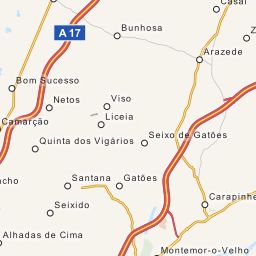 Casal
Bunhosa
A 17
Arazede
Z
Bom Sucesso
Netos
Viso
Liceia
Camarção
Quinta dos Vigários
Seixo de Gatões
acho
Santana
Gatões
Carapinhe
Seixido
Alhadas de Cima
Montemor-o-Velho